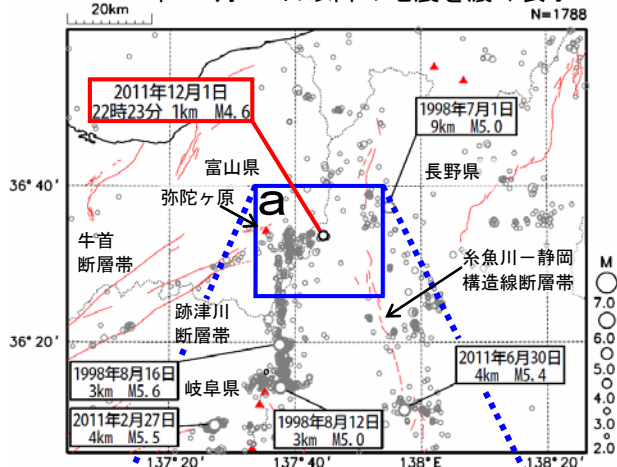 20km
N=1788
2011年12月1日
22時23分 1km M4.6
1998年7月1日
9km M5.0
富山県
長野県
36°40'
弥陀ヶ原
a
牛首
断層帯
糸魚川－静岡
構造線断層帯
跡津川
断層帯
M
7.0
6.0
5.0
4.0
3.0
2.0
36°20'
1998年8月16日
3km M5.6
岐阜県
2011年6月30日
4km M5.4
2011年2月27日
4km M5.5
1998年8月12日
3km M5.0
137°20'
137°40'
138°E
138°20'